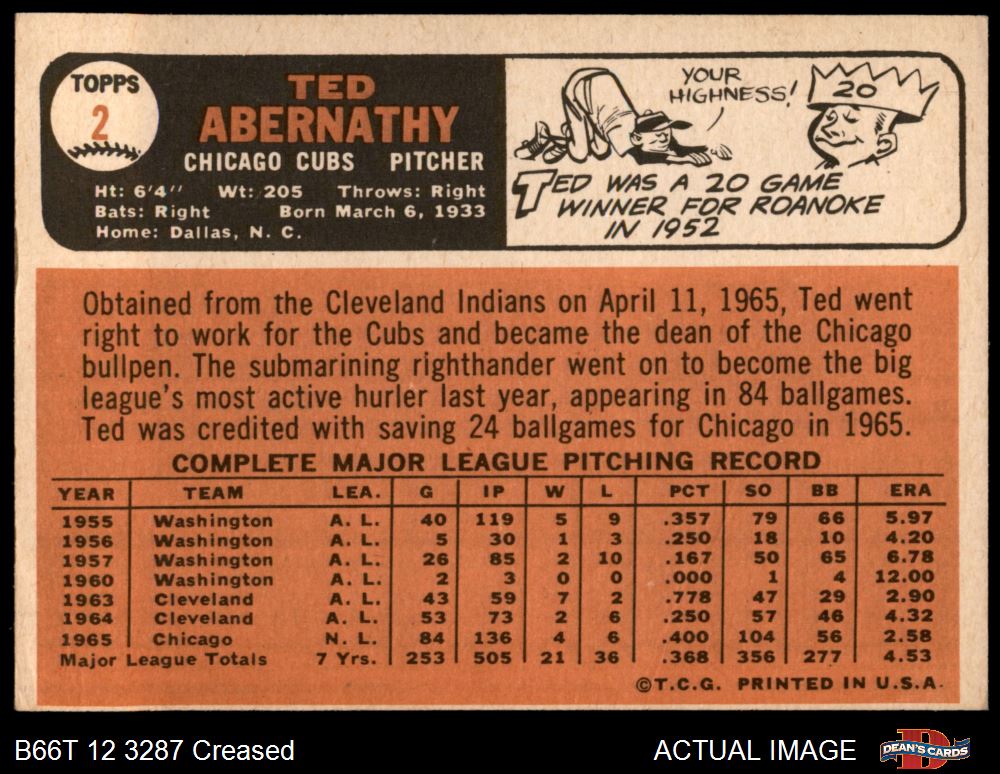 TOPPS
2
TED
ABERNATHY
CHICAGO CUBS PITCHER
Ht: 6'4" Wt: 205 Throws: Right
Bats: Right Born March 6, 1933
Home: Dallas, N. C.
YOUR
HIGHNESS!
20
TED WAS A 20 GAME
WINNER FOR ROANOKE
IN 1952
Obtained from the Cleveland Indians on April 11, 1965, Ted went
right to work for the Cubs and became the dean of the Chicago
bullpen. The submarining righthander went on to become the big
league's most active hurler last year, appearing in 84 ballgames.
Ted was credited with saving 24 ballgames for Chicago in 1965.
COMPLETE MAJOR LEAGUE PITCHING RECORD
YEAR TEAM LEA. G IP W L PCT SO BB ERA
1955 Washington A. L. 40 119 5 9 .357 79 66 5.97
1956 Washington A. L. 5 30 1 3 .250 18 10 4.20
1957 Washington A. L. 26 85 2 10 .167 50 65 6.78
1960 Washington A. L. 2 3 0 0 .000 1 4 12.00
1963 Cleveland A. L. 43 59 7 2 .778 47 29 2.90
1964 Cleveland A. L. 53 73 2 6 .250 57 46 4.32
1965 Chicago N. L. 84 136 4 6 .400 104 56 2.58
Major League Totals 7 Yrs. 253 505 21 36 .368 356 277 4.53
©T.C.G. PRINTED IN U.S.A.
B66T 12 3287 Creased
ACTUAL IMAGE
DEAN'S CARDS